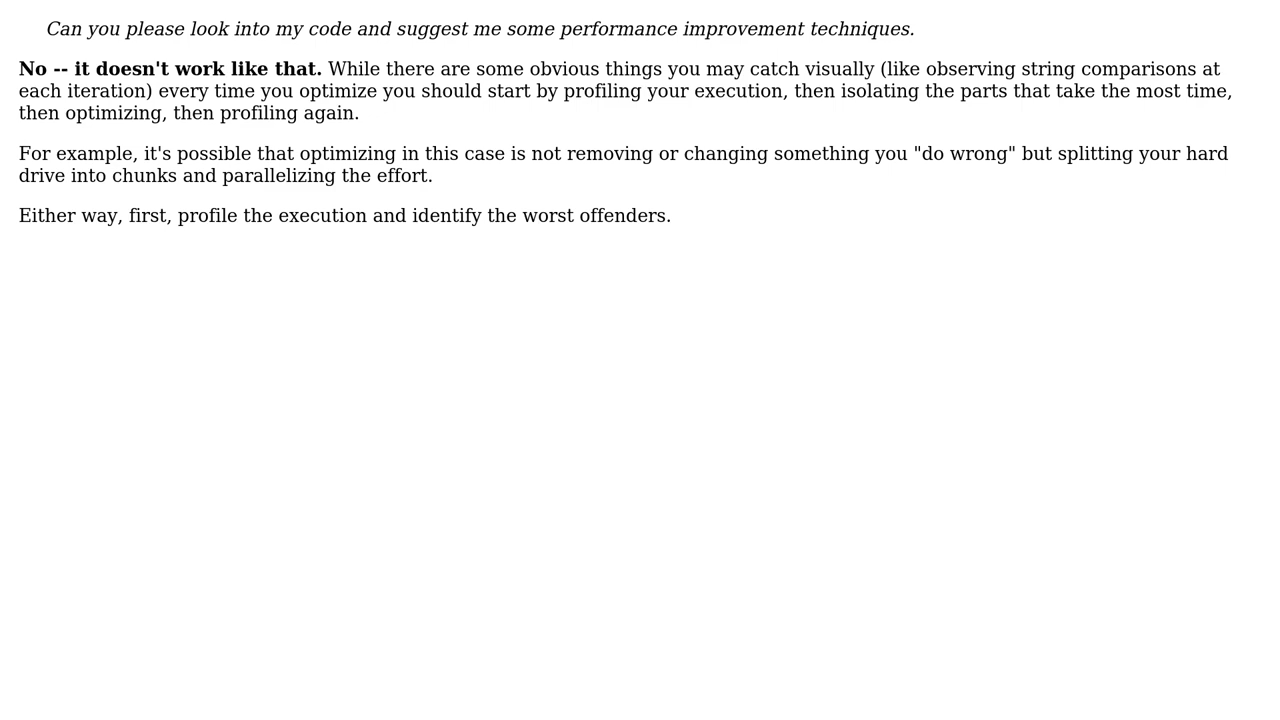 Can you please look into my code and suggest me some performance improvement techniques.
No -- it doesn't work like that. While there are some obvious things you may catch visually (like observing string comparisons at
each iteration) every time you optimize you should start by profiling your execution, then isolating the parts that take the most time,
then optimizing, then profiling again.
For example, it's possible that optimizing in this case is not removing or changing something you "do wrong" but splitting your hard
drive into chunks and parallelizing the effort.
Either way, first, profile the execution and identify the worst offenders.